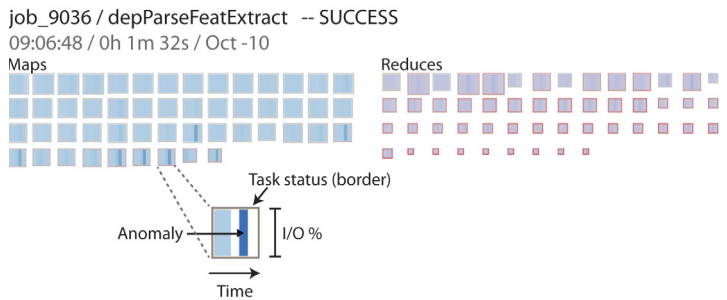 job_9036 / depParseFeatExtract -- SUCCESS
09:06:48 / 0h 1m 32s / Oct -10
Maps
Reduces
Task status (border)
Anomaly
I/O %
Time